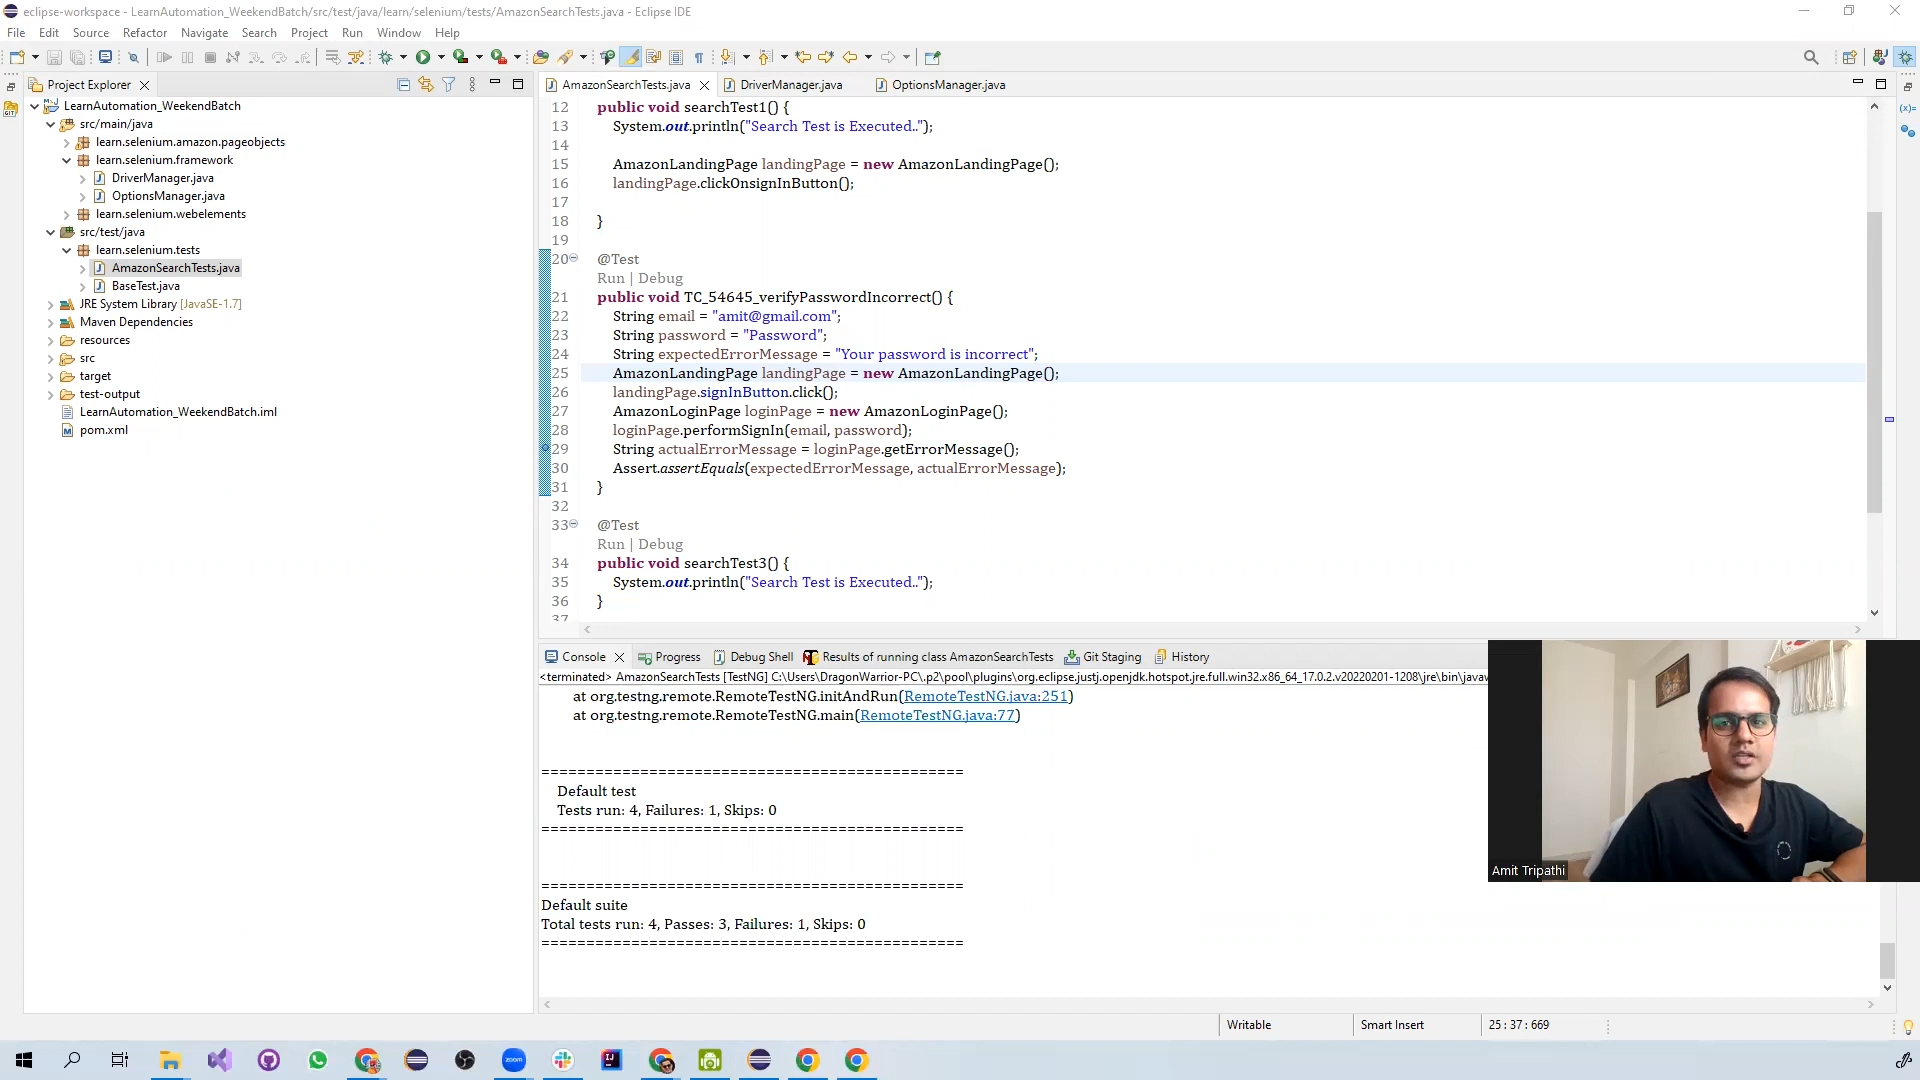 eclipse-workspace - LearnAutomation_WeekendBatch/src/test/java/learn/selenium/tests/AmazonSearchTests.java - Eclipse IDE
File Edit Source Refactor Navigate Search Project Run Window Help
Project Explorer
LearnAutomation_WeekendBatch
src/main/java
learn.selenium.amazon.pageobjects
learn.selenium.framework
DriverManager.java
OptionsManager.java
learn.selenium.webelements
src/test/java
learn.selenium.tests
AmazonSearchTests.java
BaseTest.java
JRE System Library [JavaSE-1.7]
Maven Dependencies
resources
src
target
test-output
LearnAutomation_WeekendBatch.iml
pom.xml
AmazonSearchTests.java DriverManager.java OptionsManager.java
12 public void searchTest1() {
13 System.out.println("Search Test is Executed..");
14
15 AmazonLandingPage landingPage = new AmazonLandingPage();
16 landingPage.clickOnsignInButton();
17
18 }
19
20 @Test
Run | Debug
21 public void TC_54645_verifyPasswordIncorrect() {
22 String email = "amit@gmail.com";
23 String password = "Password";
24 String expectedErrorMessage = "Your password is incorrect";
25 AmazonLandingPage landingPage = new AmazonLandingPage();
26 landingPage.signInButton.click();
27 AmazonLoginPage loginPage = new AmazonLoginPage();
28 loginPage.performSignIn(email, password);
29 String actualErrorMessage = loginPage.getErrorMessage();
30 Assert.assertEquals(expectedErrorMessage, actualErrorMessage);
31 }
32
33 @Test
Run | Debug
34 public void searchTest3() {
35 System.out.println("Search Test is Executed..");
36 }
37
Console Progress Debug Shell Results of running class AmazonSearchTests Git Staging History
<terminated> AmazonSearchTests [TestNG] C:\Users\DragonWarrior-PC\.p2\pool\plugins\org.eclipse.justj.openjdk.hotspot.jre.full.win32.x86_64_17.0.2.v20220201-1208\jre\bin\javaw
at org.testng.remote.RemoteTestNG.initAndRun(RemoteTestNG.java:251)
at org.testng.remote.RemoteTestNG.main(RemoteTestNG.java:77)
===============================================
Default test
Tests run: 4, Failures: 1, Skips: 0
===============================================
===============================================
Default suite
Total tests run: 4, Passes: 3, Failures: 1, Skips: 0
===============================================
Amit Tripathi
Writable Smart Insert 25 : 37 : 669
zoom